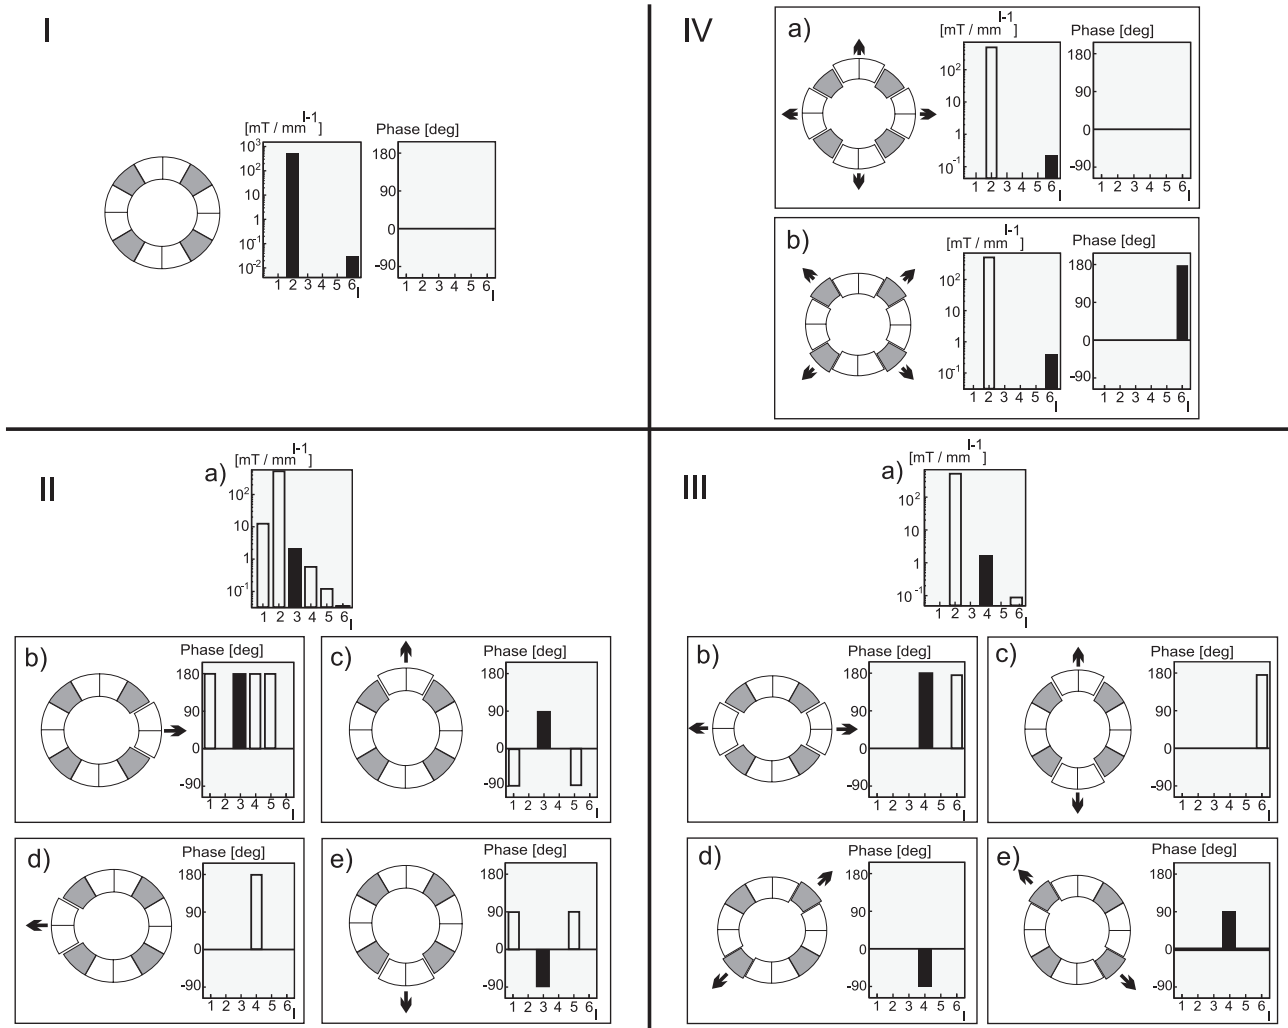 I
[mT / mm^l-1]
Phase [deg]
10^3
10^2
10
1
10^-1
10^-2
1 2 3 4 5 6
l
180
90
0
-90
1 2 3 4 5 6
l
IV
a)
[mT / mm^l-1]
Phase [deg]
10^2
10
1
10^-1
1 2 3 4 5 6
l
180
90
0
-90
1 2 3 4 5 6
l
b)
[mT / mm^l-1]
Phase [deg]
10^2
10
1
10^-1
1 2 3 4 5 6
l
180
90
0
-90
1 2 3 4 5 6
l
II
a)
[mT / mm^l-1]
10^2
10
1
10^-1
1 2 3 4 5 6
l
b)
Phase [deg]
180
90
0
-90
1 2 3 4 5 6
l
c)
Phase [deg]
180
90
0
-90
1 2 3 4 5 6
l
d)
Phase [deg]
180
90
0
-90
1 2 3 4 5 6
l
e)
Phase [deg]
180
90
0
-90
1 2 3 4 5 6
l
III
a)
[mT / mm^l-1]
10^2
10
1
10^-1
1 2 3 4 5 6
l
b)
Phase [deg]
180
90
0
-90
1 2 3 4 5 6
l
c)
Phase [deg]
180
90
0
-90
1 2 3 4 5 6
l
d)
Phase [deg]
180
90
0
-90
1 2 3 4 5 6
l
e)
Phase [deg]
180
90
0
-90
1 2 3 4 5 6
l